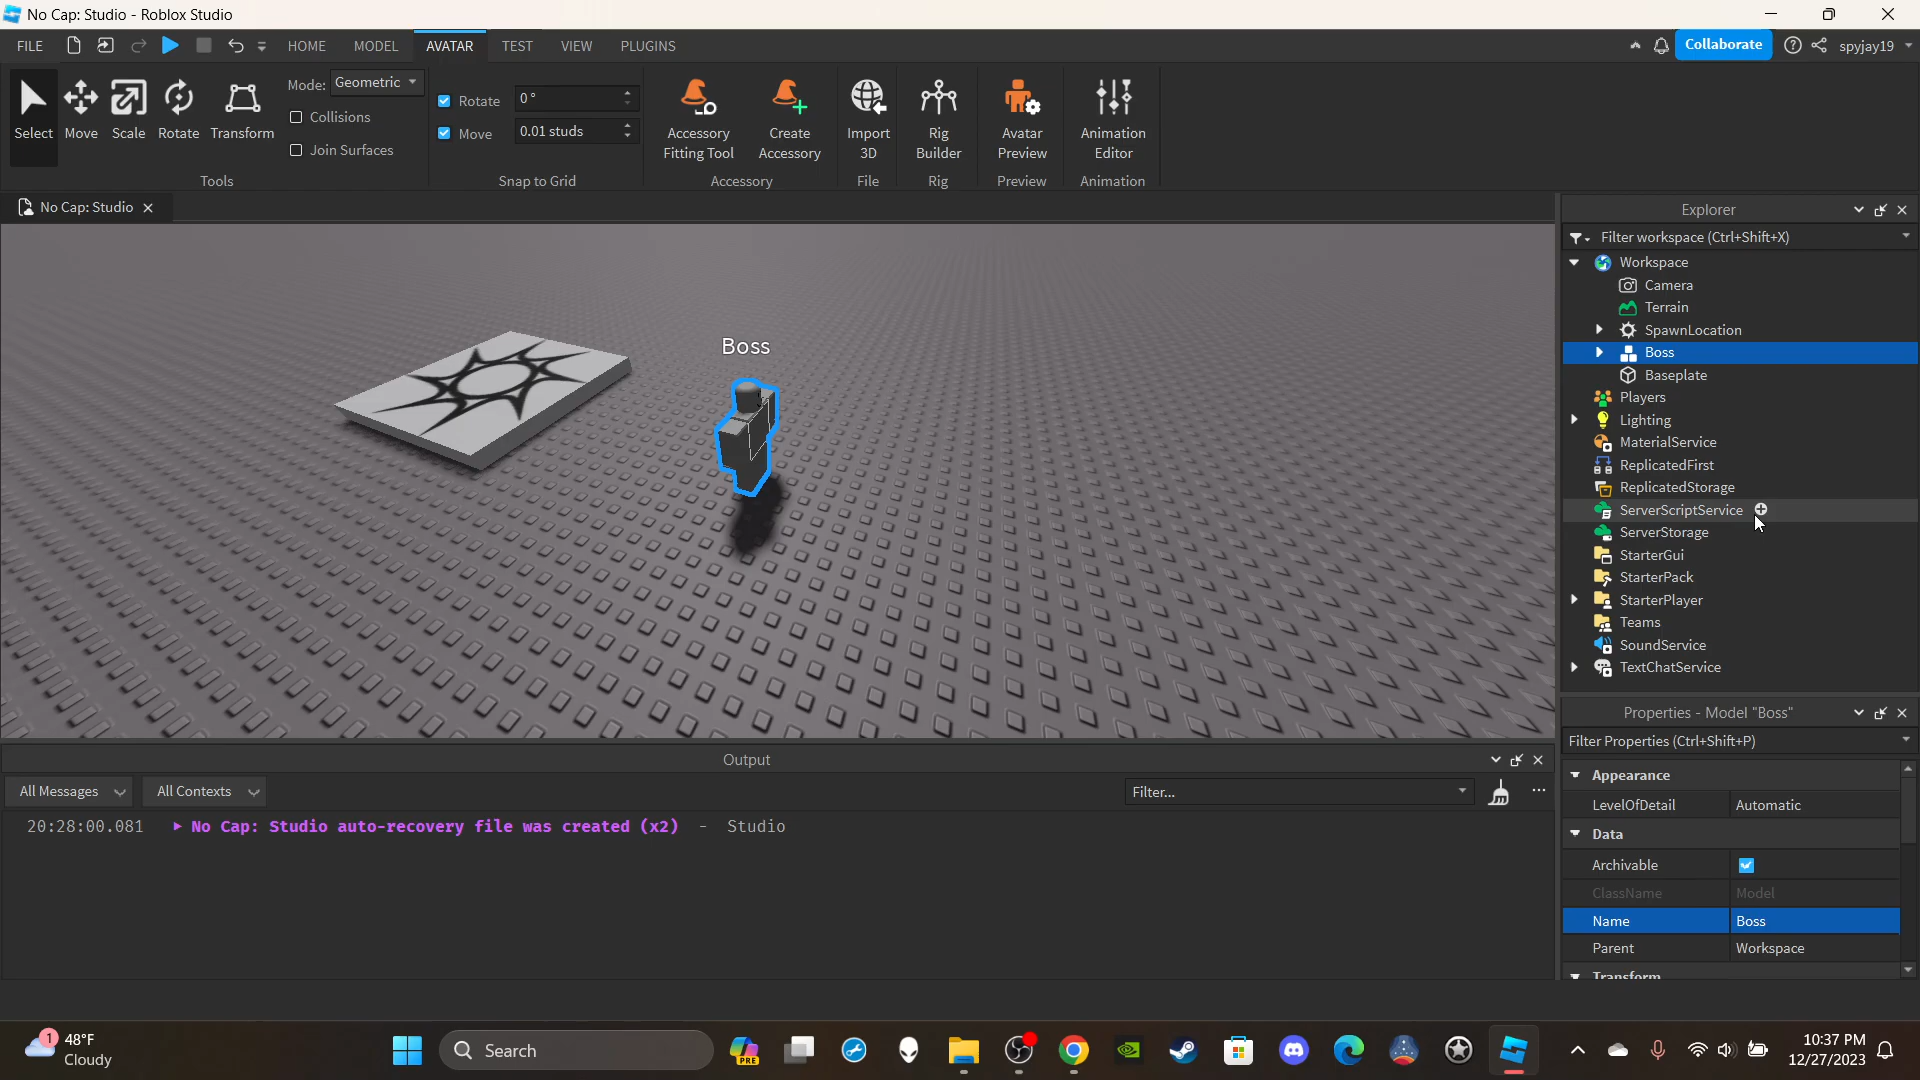 No Cap: Studio - Roblox Studio
FILE HOME MODEL AVATAR TEST VIEW PLUGINS Collaborate spyjay19
Select Move Scale Rotate Transform
Mode: Geometric
Collisions
Join Surfaces
Rotate 0 °
Move 0.01 studs
Accessory Fitting Tool
Create Accessory
Import 3D
Rig Builder
Avatar Preview
Animation Editor
Tools Snap to Grid Accessory File Rig Preview Animation
No Cap: Studio
Boss
Explorer
Filter workspace (Ctrl+Shift+X)
Workspace
Camera
Terrain
SpawnLocation
Boss
Baseplate
Players
Lighting
MaterialService
ReplicatedFirst
ReplicatedStorage
ServerScriptService
ServerStorage
StarterGui
StarterPack
StarterPlayer
Teams
SoundService
TextChatService
Properties - Model "Boss"
Filter Properties (Ctrl+Shift+P)
Appearance
LevelOfDetail Automatic
Data
Archivable
ClassName Model
Name Boss
Parent Workspace
Transform
Output
All Messages All Contexts Filter... ...
20:28:00.081 No Cap: Studio auto-recovery file was created (x2) - Studio
1 48°F
Cloudy
Search
PRE
10:37 PM
12/27/2023